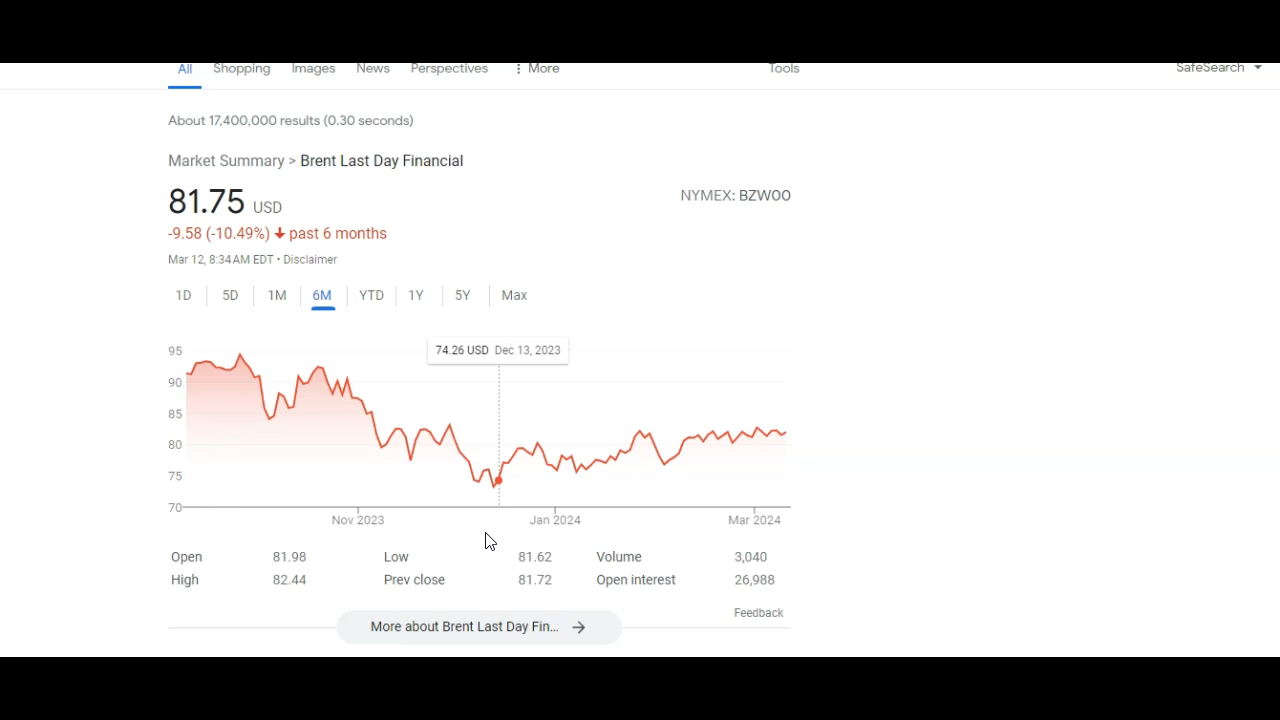 All Shopping Images News Perspectives More Tools SafeSearch
About 17,400,000 results (0.30 seconds)
Market Summary > Brent Last Day Financial
81.75 USD
NYMEX: BZW00
-9.58 (-10.49%) ↓ past 6 months
Mar 12, 8:34 AM EDT • Disclaimer
1D 5D 1M 6M YTD 1Y 5Y Max
74.26 USD Dec 13, 2023
95
90
85
80
75
70
Nov 2023 Jan 2024 Mar 2024
Open 81.98 Low 81.62 Volume 3,040
High 82.44 Prev close 81.72 Open interest 26,988
Feedback
More about Brent Last Day Fin... →